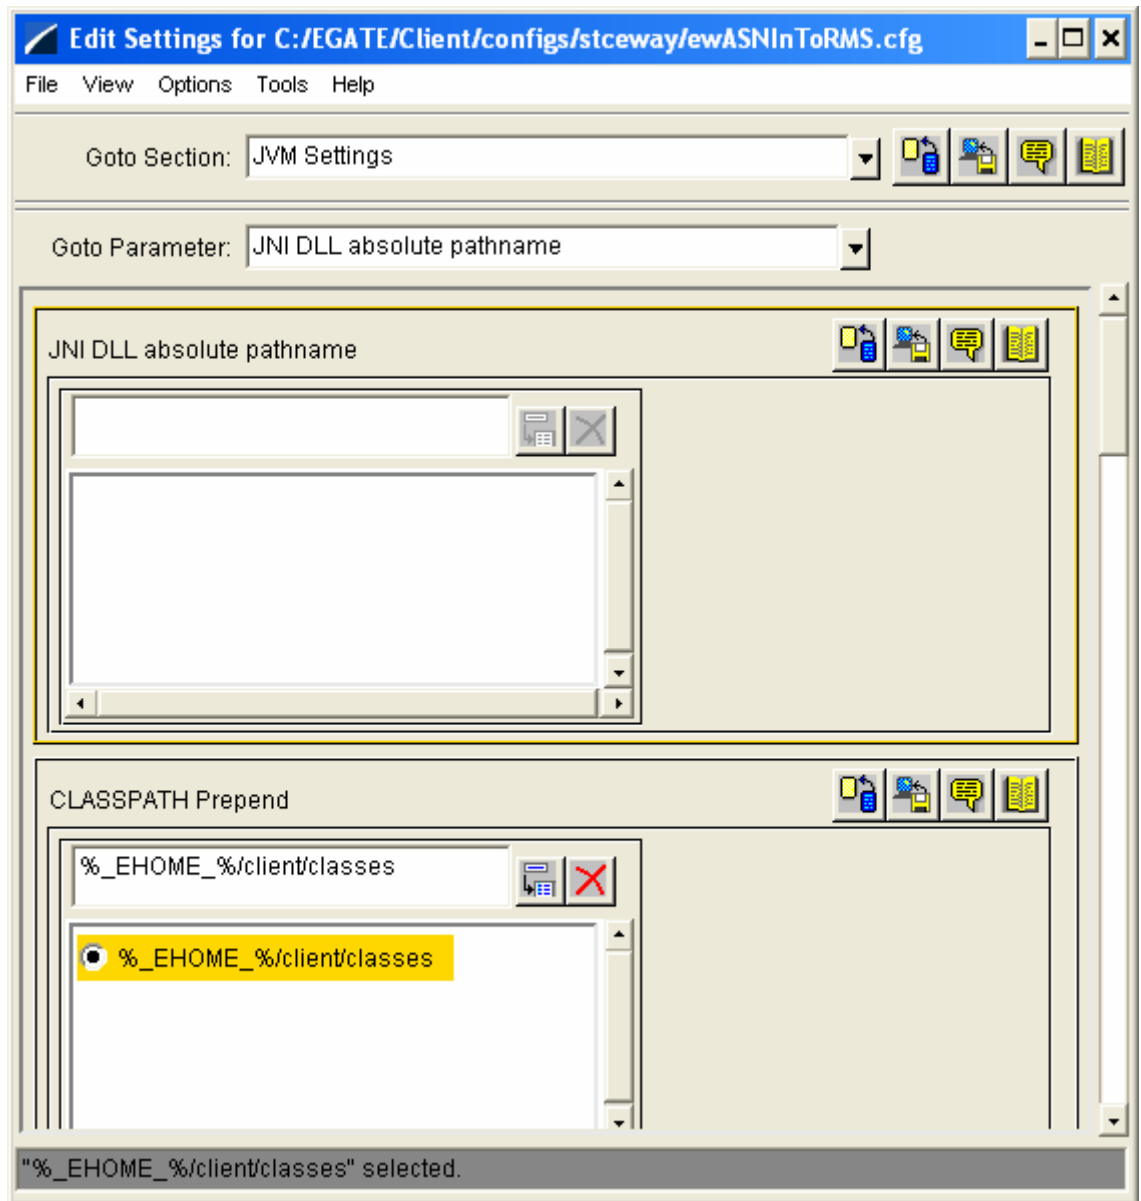 Edit Settings for C:/EGATE/Client/configs/stceway/ewASNInToRMS.cfg
File View Options Tools Help
Goto Section: JVM Settings
Goto Parameter: JNI DLL absolute pathname
JNI DLL absolute pathname
CLASSPATH Prepend
%_EHOME_%/client/classes
%_EHOME_%/client/classes
"%_EHOME_%/client/classes" selected.